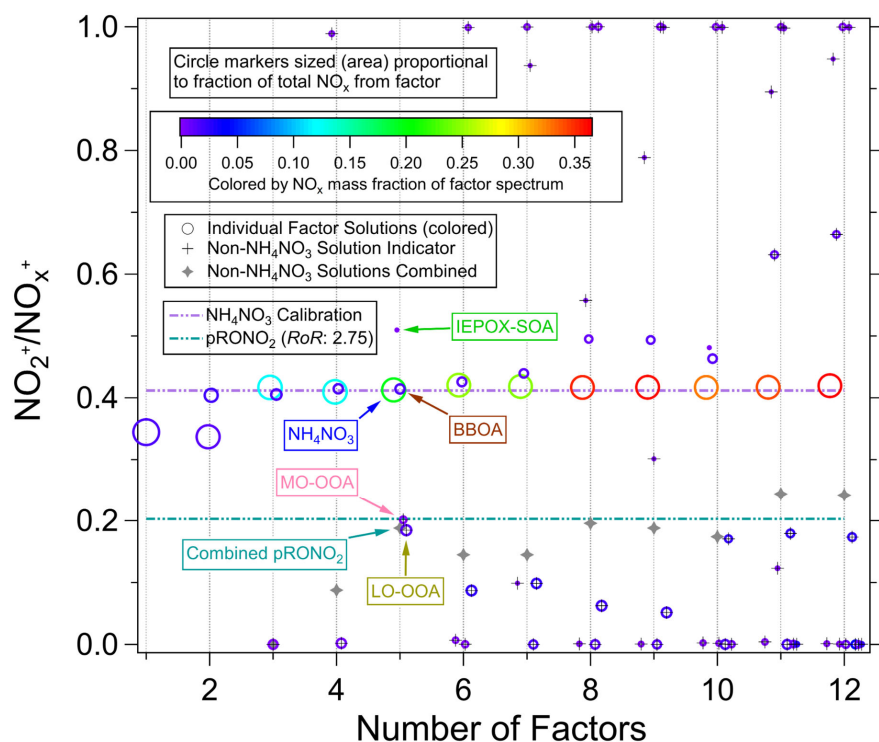 1.0
0.8
0.6
0.4
0.2
0.0
NO₂⁺/NOₓ⁺
Circle markers sized (area) proportional
to fraction of total NOₓ from factor
0.00 0.05 0.10 0.15 0.20 0.25 0.30 0.35
Colored by NOₓ mass fraction of factor spectrum
Individual Factor Solutions (colored)
Non-NH₄NO₃ Solution Indicator
Non-NH₄NO₃ Solutions Combined
NH₄NO₃ Calibration
pRONO₂ (RoR: 2.75)
IEPOX-SOA
NH₄NO₃
BBOA
MO-OOA
Combined pRONO₂
LO-OOA
2 4 6 8 10 12
Number of Factors